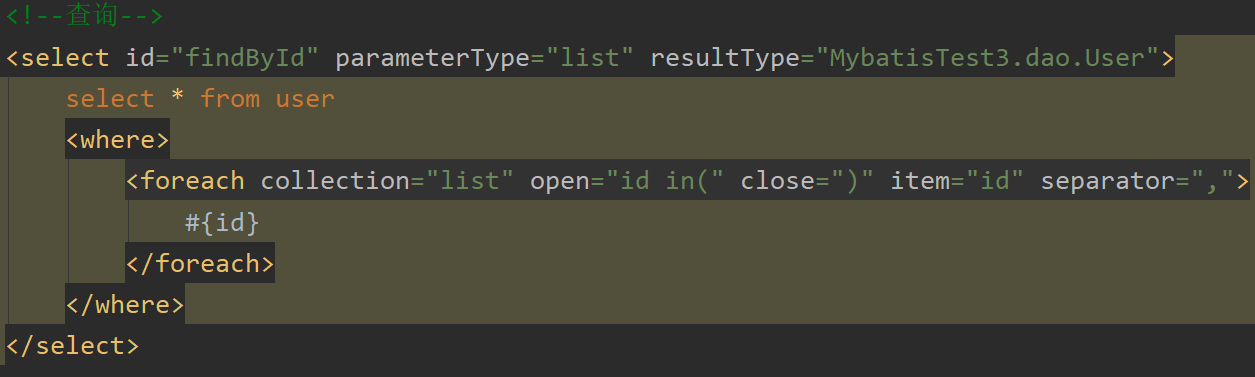 <!--查询-->
<select id="findById" parameterType="list" resultType="MybatisTest3.dao.User">
select * from user
<where>
<foreach collection="list" open="id in(" close=")" item="id" separator=",">
#{id}
</foreach>
</where>
</select>